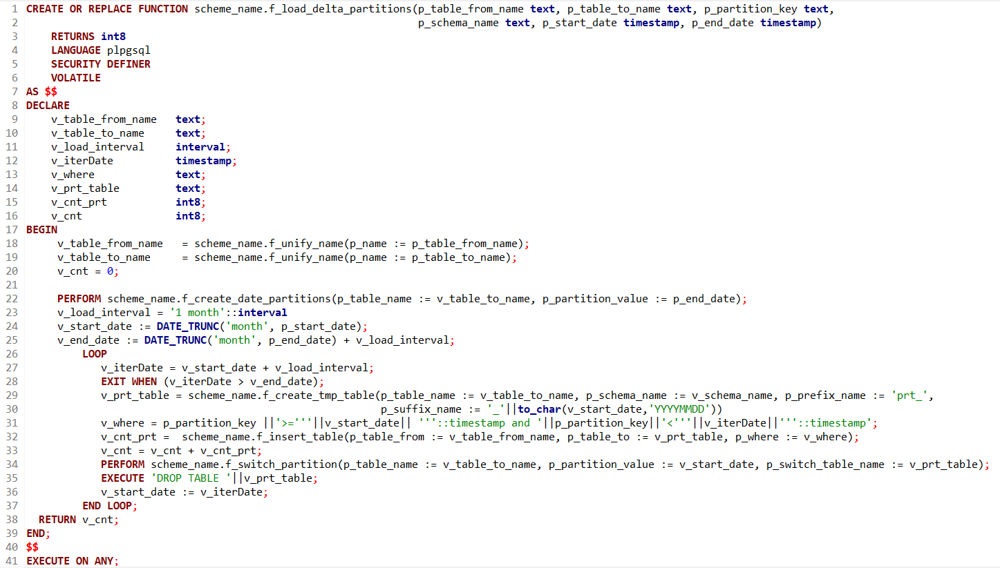 1 CREATE OR REPLACE FUNCTION scheme_name.f_load_delta_partitions(p_table_from_name text, p_table_to_name text, p_partition_key text,
2 p_schema_name text, p_start_date timestamp, p_end_date timestamp)
3 RETURNS int8
4 LANGUAGE plpgsql
5 SECURITY DEFINER
6 VOLATILE
7 AS $$
8 DECLARE
9 v_table_from_name text;
10 v_table_to_name text;
11 v_load_interval interval;
12 v_iterDate timestamp;
13 v_where text;
14 v_prt_table text;
15 v_cnt_prt int8;
16 v_cnt int8;
17 BEGIN
18 v_table_from_name = scheme_name.f_unify_name(p_name := p_table_from_name);
19 v_table_to_name = scheme_name.f_unify_name(p_name := p_table_to_name);
20 v_cnt = 0;
21
22 PERFORM scheme_name.f_create_date_partitions(p_table_name := v_table_to_name, p_partition_value := p_end_date);
23 v_load_interval = '1 month'::interval
24 v_start_date := DATE_TRUNC('month', p_start_date);
25 v_end_date := DATE_TRUNC('month', p_end_date) + v_load_interval;
26 LOOP
27 v_iterDate = v_start_date + v_load_interval;
28 EXIT WHEN (v_iterDate > v_end_date);
29 v_prt_table = scheme_name.f_create_tmp_table(p_table_name := v_table_to_name, p_schema_name := v_schema_name, p_prefix_name := 'prt_',
30 p_suffix_name := '_'||to_char(v_start_date,'YYYYMMDD'))
31 v_where = p_partition_key ||'>='''||v_start_date|| '''::timestamp and '||p_partition_key||'<'''||v_iterDate||'''::timestamp';
32 v_cnt_prt = scheme_name.f_insert_table(p_table_from := v_table_from_name, p_table_to := v_prt_table, p_where := v_where);
33 v_cnt = v_cnt + v_cnt_prt;
34 PERFORM scheme_name.f_switch_partition(p_table_name := v_table_to_name, p_partition_value := v_start_date, p_switch_table_name := v_prt_table);
35 EXECUTE 'DROP TABLE '||v_prt_table;
36 v_start_date := v_iterDate;
37 END LOOP;
38 RETURN v_cnt;
39 END;
40 $$
41 EXECUTE ON ANY;